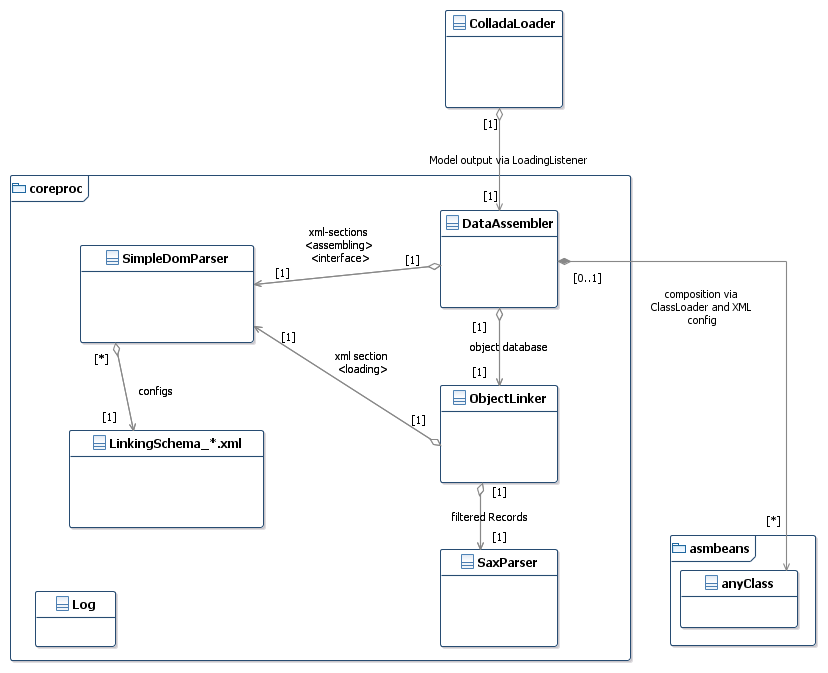 ColladaLoader
[1]
Model output via LoadingListener
[1]
coreproc
DataAssembler
xml-sections
<assembling>
<interface>
[1]
[1]
SimpleDomParser
[0..1]
composition via
ClassLoader and XML
config
[1]
object database
[1]
[1]
xml section
<loading>
[1]
[*]
configs
[1]
ObjectLinker
LinkingSchema_*.xml
[1]
filtered Records
[1]
SaxParser
[*]
asmbeans
anyClass
Log